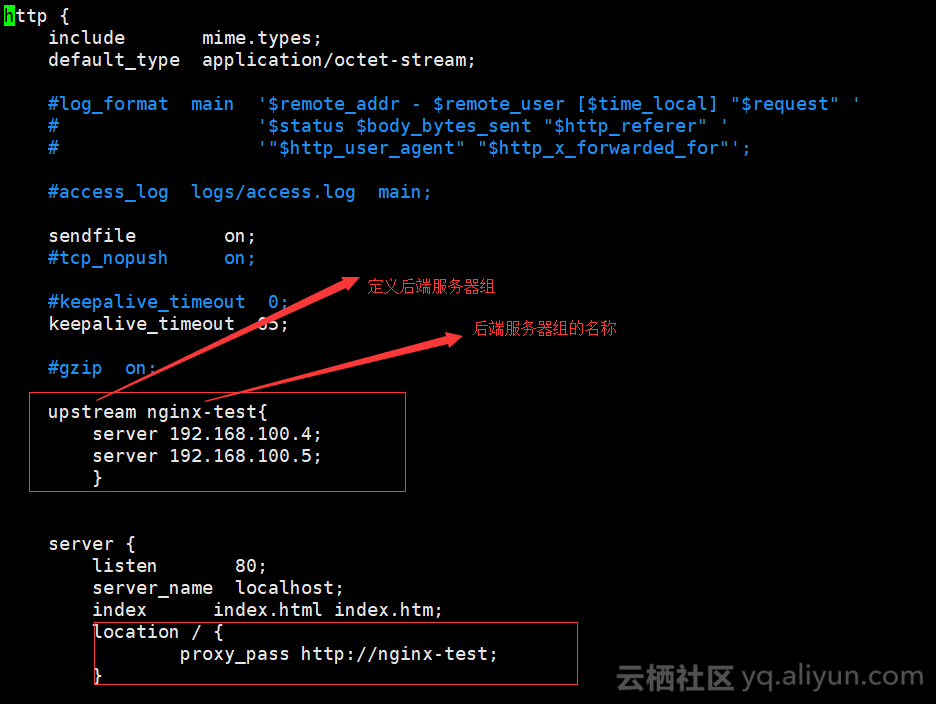 http {
include mime.types;
default_type application/octet-stream;
#log_format main '$remote_addr - $remote_user [$time_local] "$request" '
# '$status $body_bytes_sent "$http_referer" '
# '"$http_user_agent" "$http_x_forwarded_for"';
#access_log logs/access.log main;
sendfile on;
#tcp_nopush on;
定义后端服务器组
#keepalive_timeout 0;
keepalive_timeout 65;
后端服务器组的名称
#gzip on;
upstream nginx-test{
server 192.168.100.4;
server 192.168.100.5;
}
server {
listen 80;
server_name localhost;
index index.html index.htm;
location / {
proxy_pass http://nginx-test;
}
云栖社区 yq.aliyun.com